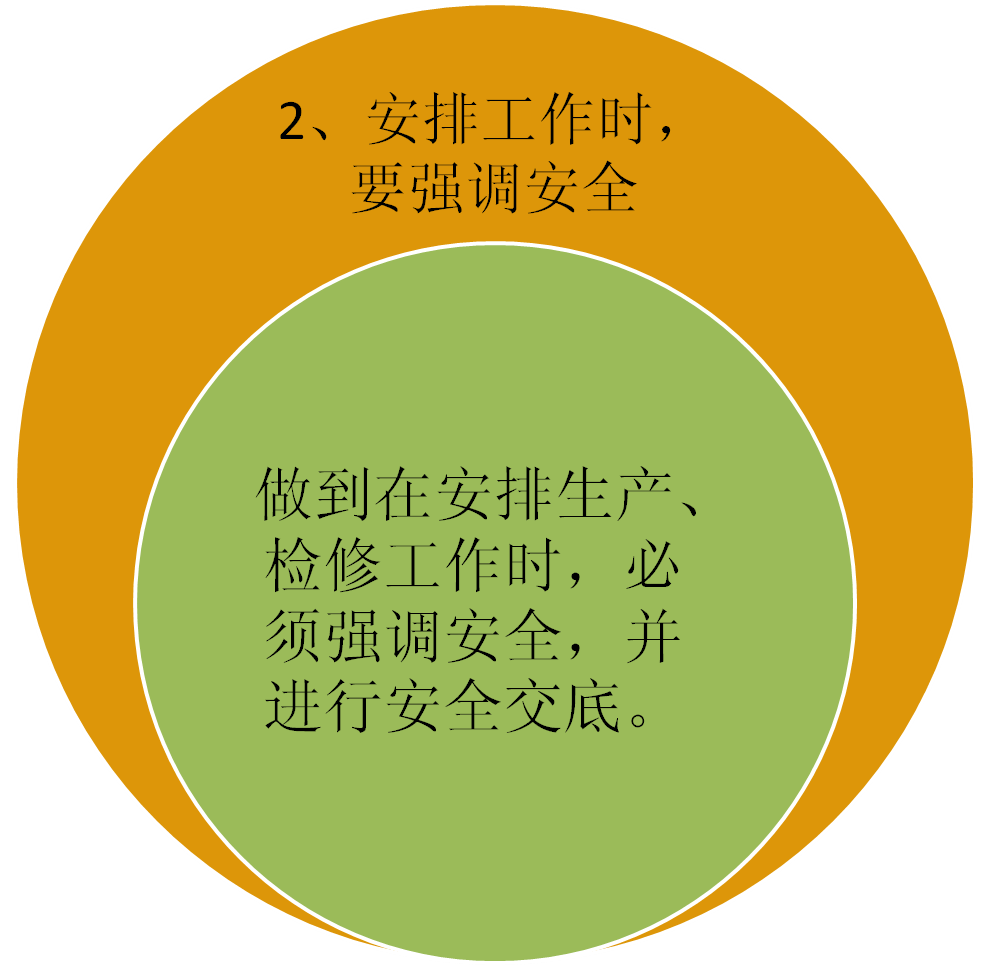 2、安排工作时，
要强调安全
做到在安排生产、
检修工作时，必
须强调安全，并
进行安全交底。